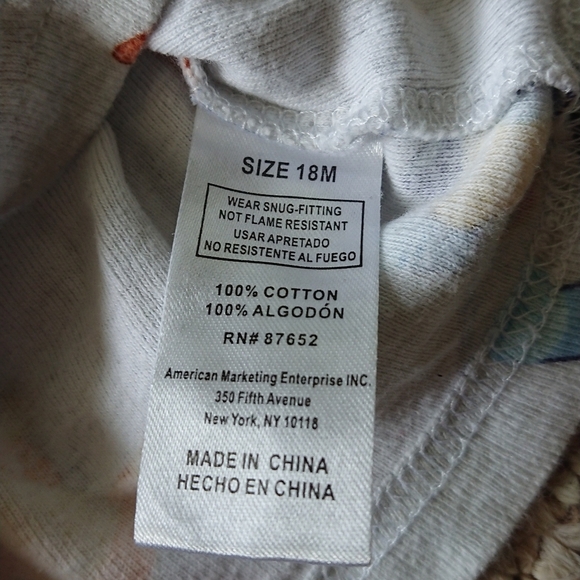 SIZE 18M
WEAR SNUG-FITTING
NOT FLAME RESISTANT
USAR APRETADO
NO RESISTENTE AL FUEGO
100% COTTON
100% ALGODÓN
RN# 87652
American Marketing Enterprise INC.
350 Fifth Avenue
New York, NY 10118
MADE IN CHINA
HECHO EN CHINA